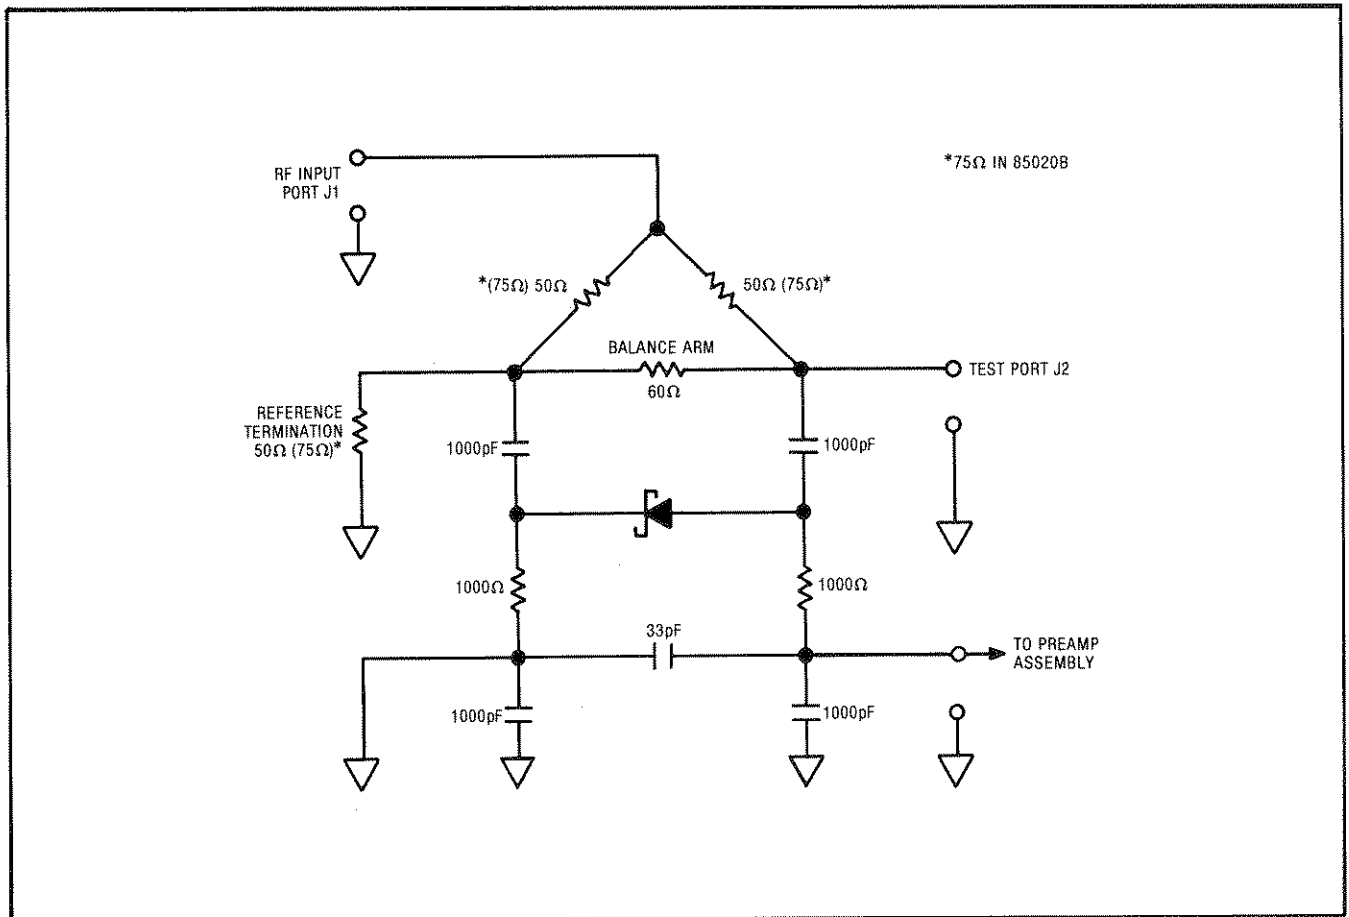 RF INPUT
PORT J1
*75Ω IN 85020B
*(75Ω) 50Ω
50Ω (75Ω)*
BALANCE ARM
60Ω
TEST PORT J2
REFERENCE
TERMINATION
50Ω (75Ω)*
1000pF
1000pF
1000Ω
1000Ω
33pF
TO PREAMP
ASSEMBLY
1000pF
1000pF